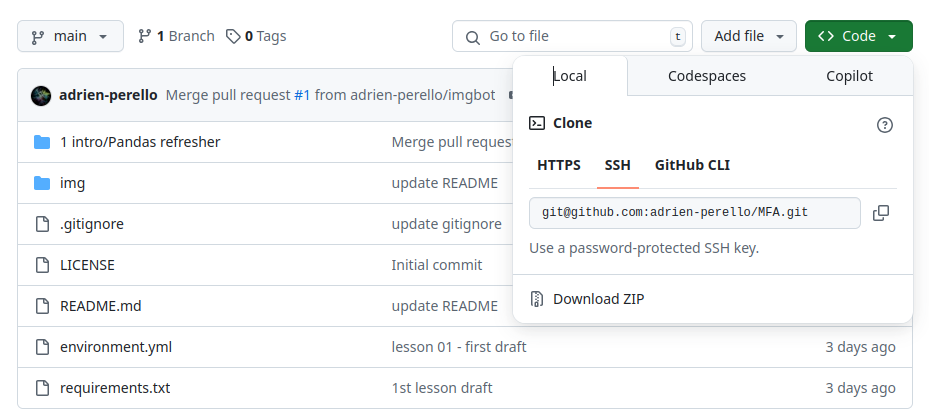 main 1 Branch 0 Tags Go to file t Add file Code
Local Codespaces Copilot
adrien-perello Merge pull request #1 from adrien-perello/imgbot
Clone
1 intro/Pandas refresher Merge pull reques
HTTPS SSH GitHub CLI
img update README
git@github.com:adrien-perello/MFA.git
.gitignore update gitignore
Use a password-protected SSH key.
LICENSE Initial commit
Download ZIP
README.md update README
environment.yml lesson 01 - first draft 3 days ago
requirements.txt 1st lesson draft 3 days ago